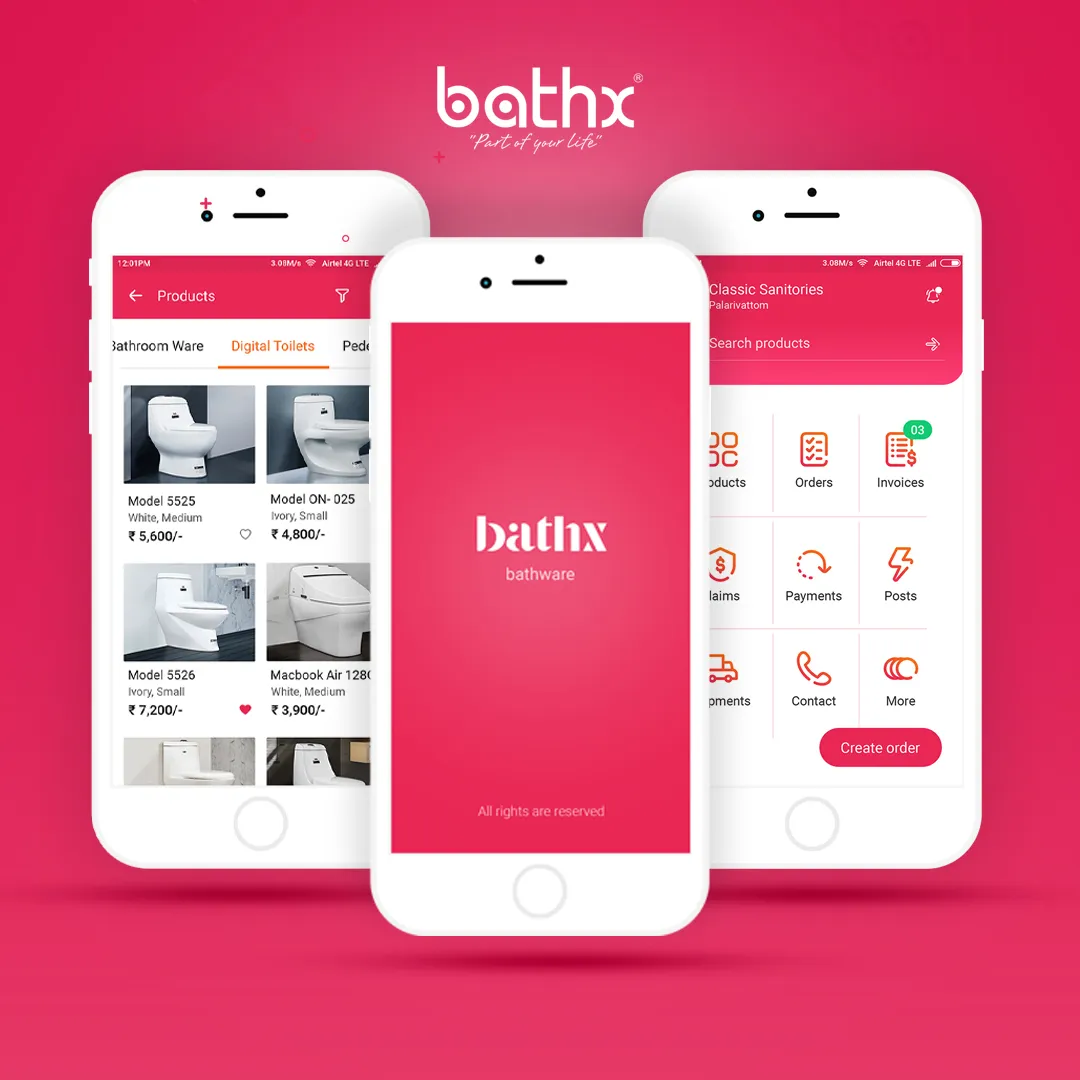 bathx®
"Part of your life"
12:01PM
3.08M/s
Airtel 4G LTE
Products
Bathroom Ware
Digital Toilets
Pede
Model 5525
White, Medium
₹ 5,600/-
Model ON- 025
Ivory, Small
₹ 4,800/-
Model 5526
Ivory, Small
₹ 7,200/-
Macbook Air 128G
White, Medium
₹ 3,900/-
bathx
bathware
All rights are reserved
3.08M/s
Airtel 4G LTE
Classic Sanitories
Palarivattom
Search products
oducts
Orders
03
Invoices
laims
Payments
Posts
pments
Contact
More
Create order